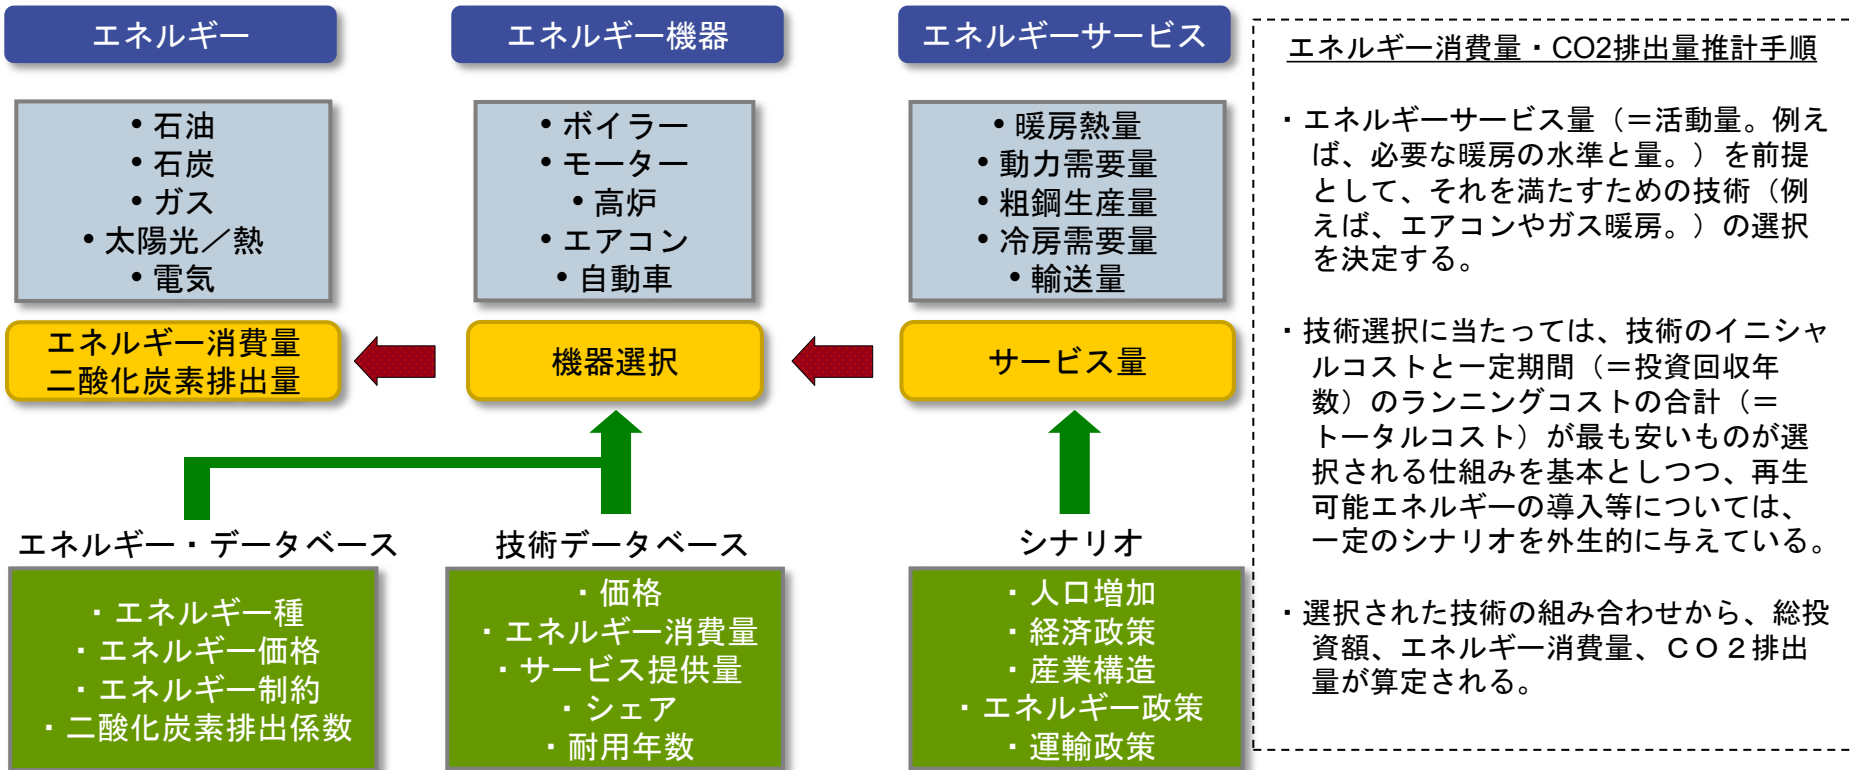 エネルギー
エネルギー機器
エネルギーサービス
• 石油
• 石炭
• ガス
• 太陽光／熱
• 電気
• ボイラー
• モーター
• 高炉
• エアコン
• 自動車
• 暖房熱量
• 動力需要量
• 粗鋼生産量
• 冷房需要量
• 輸送量
エネルギー消費量
二酸化炭素排出量
機器選択
サービス量
エネルギー・データベース
技術データベース
シナリオ
・エネルギー種
・エネルギー価格
・エネルギー制約
・二酸化炭素排出係数
・価格
・エネルギー消費量
・サービス提供量
・シェア
・耐用年数
・人口増加
・経済政策
・産業構造
・エネルギー政策
・運輸政策
エネルギー消費量・CO2排出量推計手順
・エネルギーサービス量（＝活動量。例え
ば、必要な暖房の水準と量。）を前提
として、それを満たすための技術（例
えば、エアコンやガス暖房。）の選択
を決定する。
・技術選択に当たっては、技術のイニシャ
ルコストと一定期間（＝投資回収年
数）のランニングコストの合計（＝
トータルコスト）が最も安いものが選
択される仕組みを基本としつつ、再生
可能エネルギーの導入等については、
一定のシナリオを外生的に与えている。
・選択された技術の組み合わせから、総投
資額、エネルギー消費量、ＣＯ２排出
量が算定される。